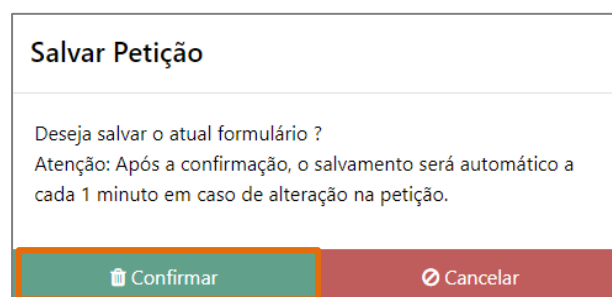 Salvar Petição
Deseja salvar o atual formulário ?
Atenção: Após a confirmação, o salvamento será automático a
cada 1 minuto em caso de alteração na petição.
Confirmar
Cancelar